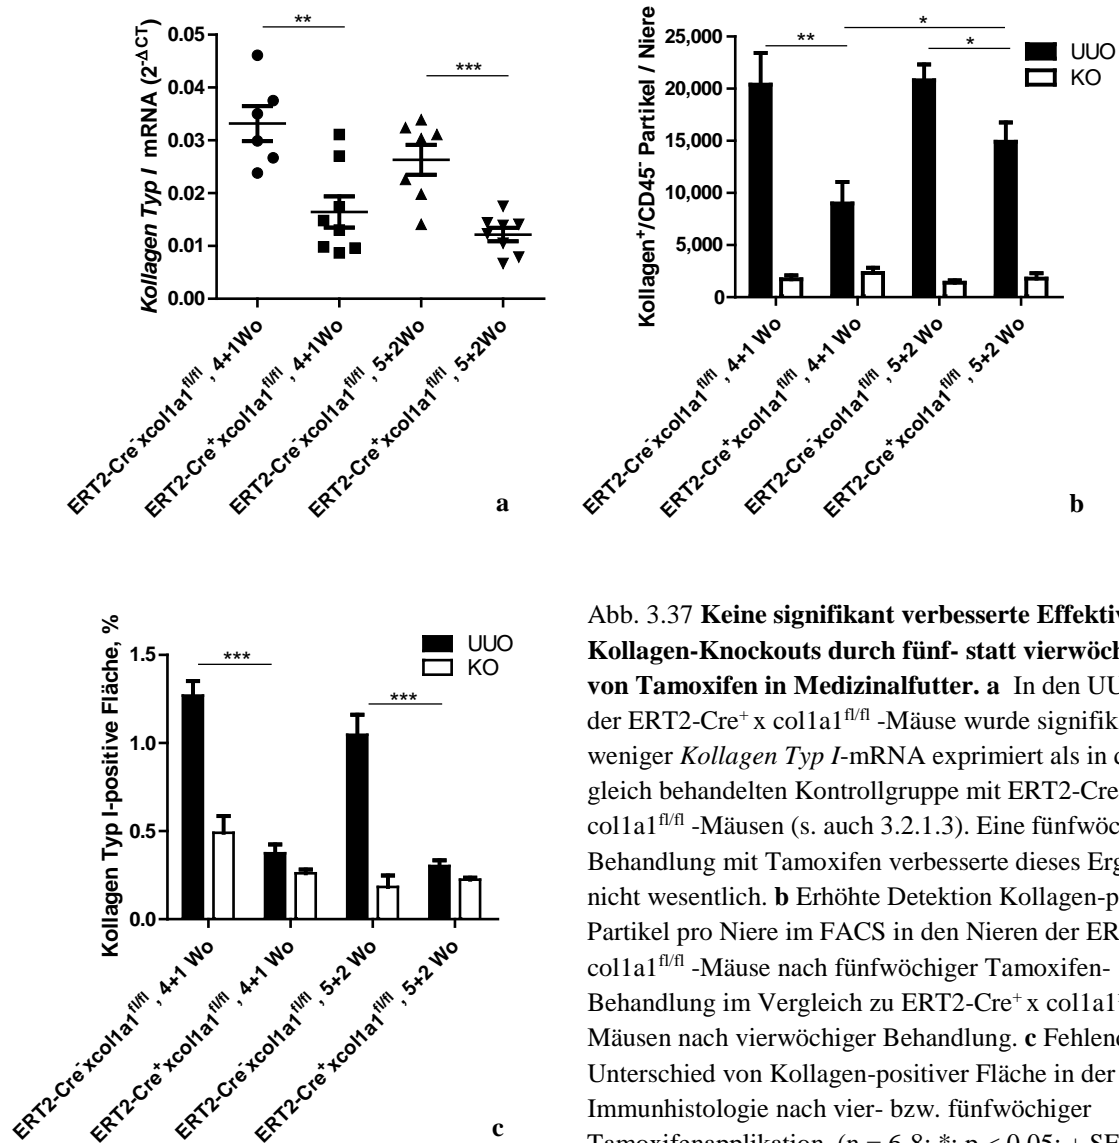 **
***
0.05
0.04
0.03
0.02
0.01
0.00
Kollagen Typ I mRNA (2^-ΔCT)
ERT2-Cre⁻xcol1a1^fl/fl , 4+1Wo
ERT2-Cre⁺xcol1a1^fl/fl , 4+1Wo
ERT2-Cre⁻xcol1a1^fl/fl , 5+2Wo
ERT2-Cre⁺xcol1a1^fl/fl , 5+2Wo
a
*
**
*
UUO
KO
25,000
20,000
15,000
10,000
5,000
0
Kollagen⁺/CD45⁻ Partikel / Niere
ERT2-Cre⁻xcol1a1^fl/fl , 4+1 Wo
ERT2-Cre⁺xcol1a1^fl/fl , 4+1 Wo
ERT2-Cre⁻xcol1a1^fl/fl , 5+2 Wo
ERT2-Cre⁺xcol1a1^fl/fl , 5+2 Wo
b
***
***
UUO
KO
1.5
1.0
0.5
0.0
Kollagen Typ I-positive Fläche, %
ERT2-Cre⁻xcol1a1^fl/fl , 4+1 Wo
ERT2-Cre⁺xcol1a1^fl/fl , 4+1 Wo
ERT2-Cre⁻xcol1a1^fl/fl , 5+2 Wo
ERT2-Cre⁺xcol1a1^fl/fl , 5+2 Wo
c
Abb. 3.37 Keine signifikant verbesserte
Kollagen-Knockouts durch fünf- statt
von Tamoxifen in Medizinalfutter. a In den
der ERT2-Cre⁺ x col1a1^fl/fl -Mäuse wurde
weniger Kollagen Typ I-mRNA exprimiert als in
gleich behandelten Kontrollgruppe mit ERT2-Cre
col1a1^fl/fl -Mäusen (s. auch 3.2.1.3). Eine
Behandlung mit Tamoxifen verbesserte dieses
nicht wesentlich. b Erhöhte Detektion
Partikel pro Niere im FACS in den Nieren der
col1a1^fl/fl -Mäuse nach fünfwöchiger Tamoxifen-
Behandlung im Vergleich zu ERT2-Cre⁺ x
Mäusen nach vierwöchiger Behandlung. c
Unterschied von Kollagen-positiver Fläche in der
Immunhistologie nach vier- bzw. fünfwöchiger